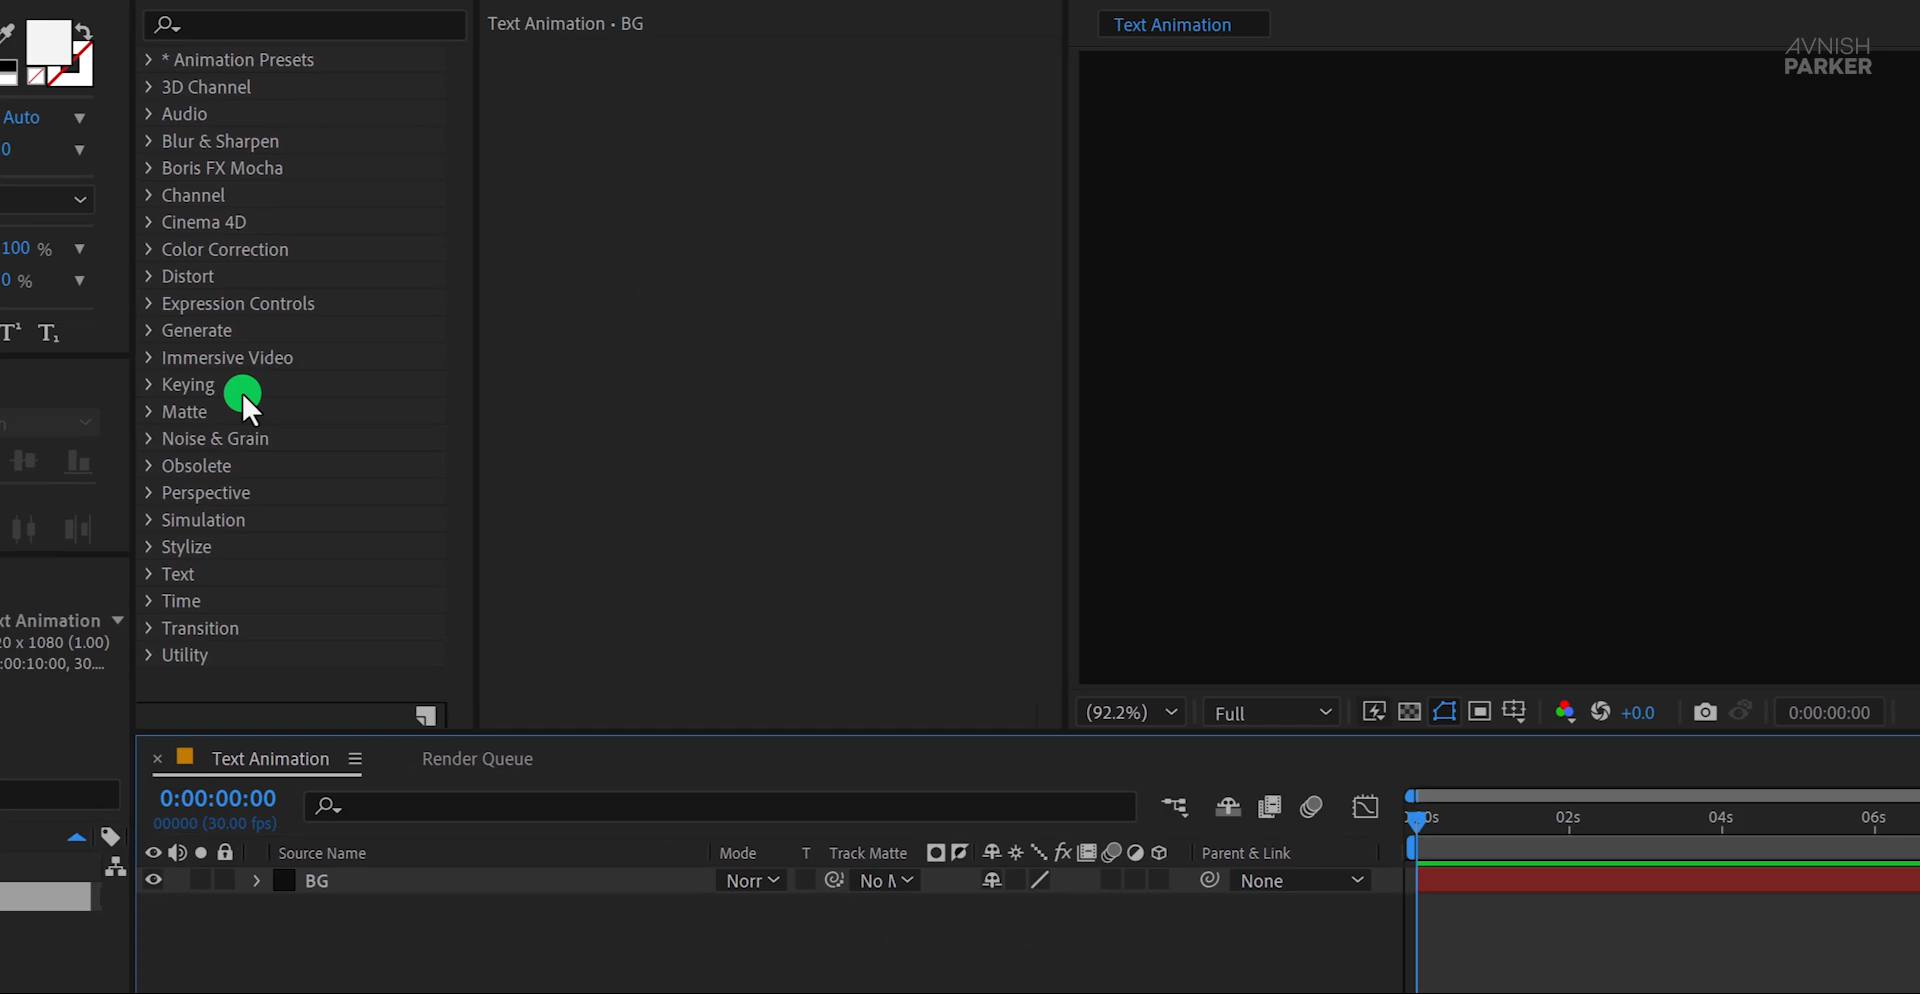 Text Animation • BG
Text Animation
AVNISH
PARKER
* Animation Presets
3D Channel
Audio
Blur & Sharpen
Boris FX Mocha
Channel
Cinema 4D
Color Correction
Distort
Expression Controls
Generate
Immersive Video
Keying
Matte
Noise & Grain
Obsolete
Perspective
Simulation
Stylize
Text
Time
Transition
Utility
Auto
0
100 %
0 %
T¹ T₁
xt Animation
20 x 1080 (1.00)
:00:10:00, 30....
(92.2%)
Full
+0.0
0:00:00:00
Text Animation
Render Queue
0:00:00:00
00000 (30.00 fps)
02s
04s
06s
Source Name
Mode
T
Track Matte
fx
Parent & Link
BG
Norr
No M
None